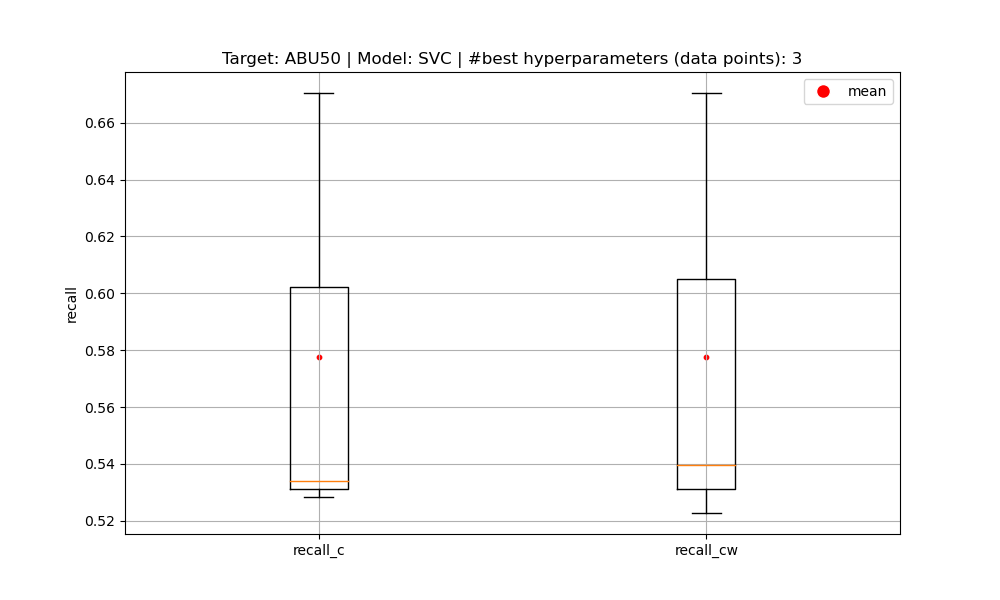 Target: ABU50 | Model: SVC | #best hyperparameters (data points): 3
mean
0.66
0.64
0.62
0.60
0.58
0.56
0.54
0.52
recall
recall_c
recall_cw